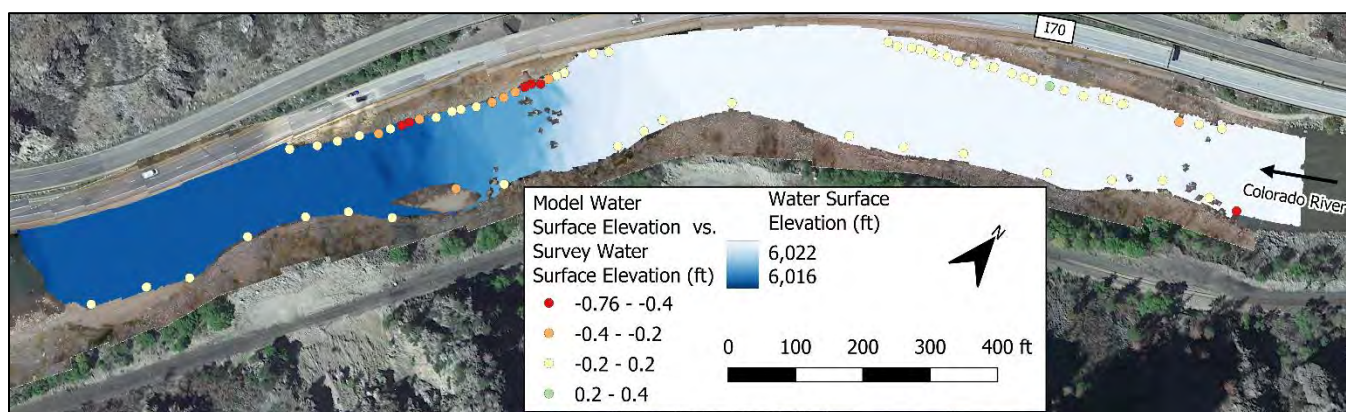 I70
Colorado River
N
Model Water
Surface Elevation vs.
Survey Water
Surface Elevation (ft)
-0.76 - -0.4
-0.4 - -0.2
-0.2 - 0.2
0.2 - 0.4
Water Surface
Elevation (ft)
6,022
6,016
0 100 200 300 400 ft